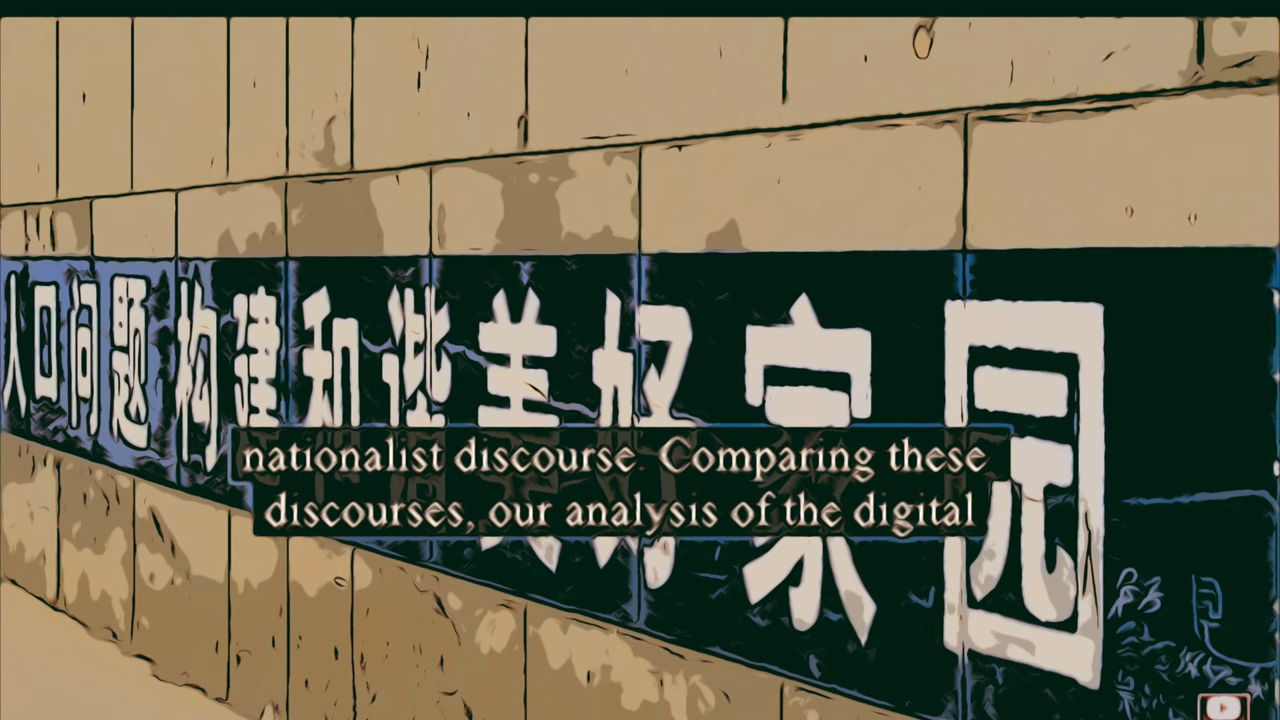 人口问题 构建和谐美好家园
nationalist discourse. Comparing these
discourses, our analysis of the digital